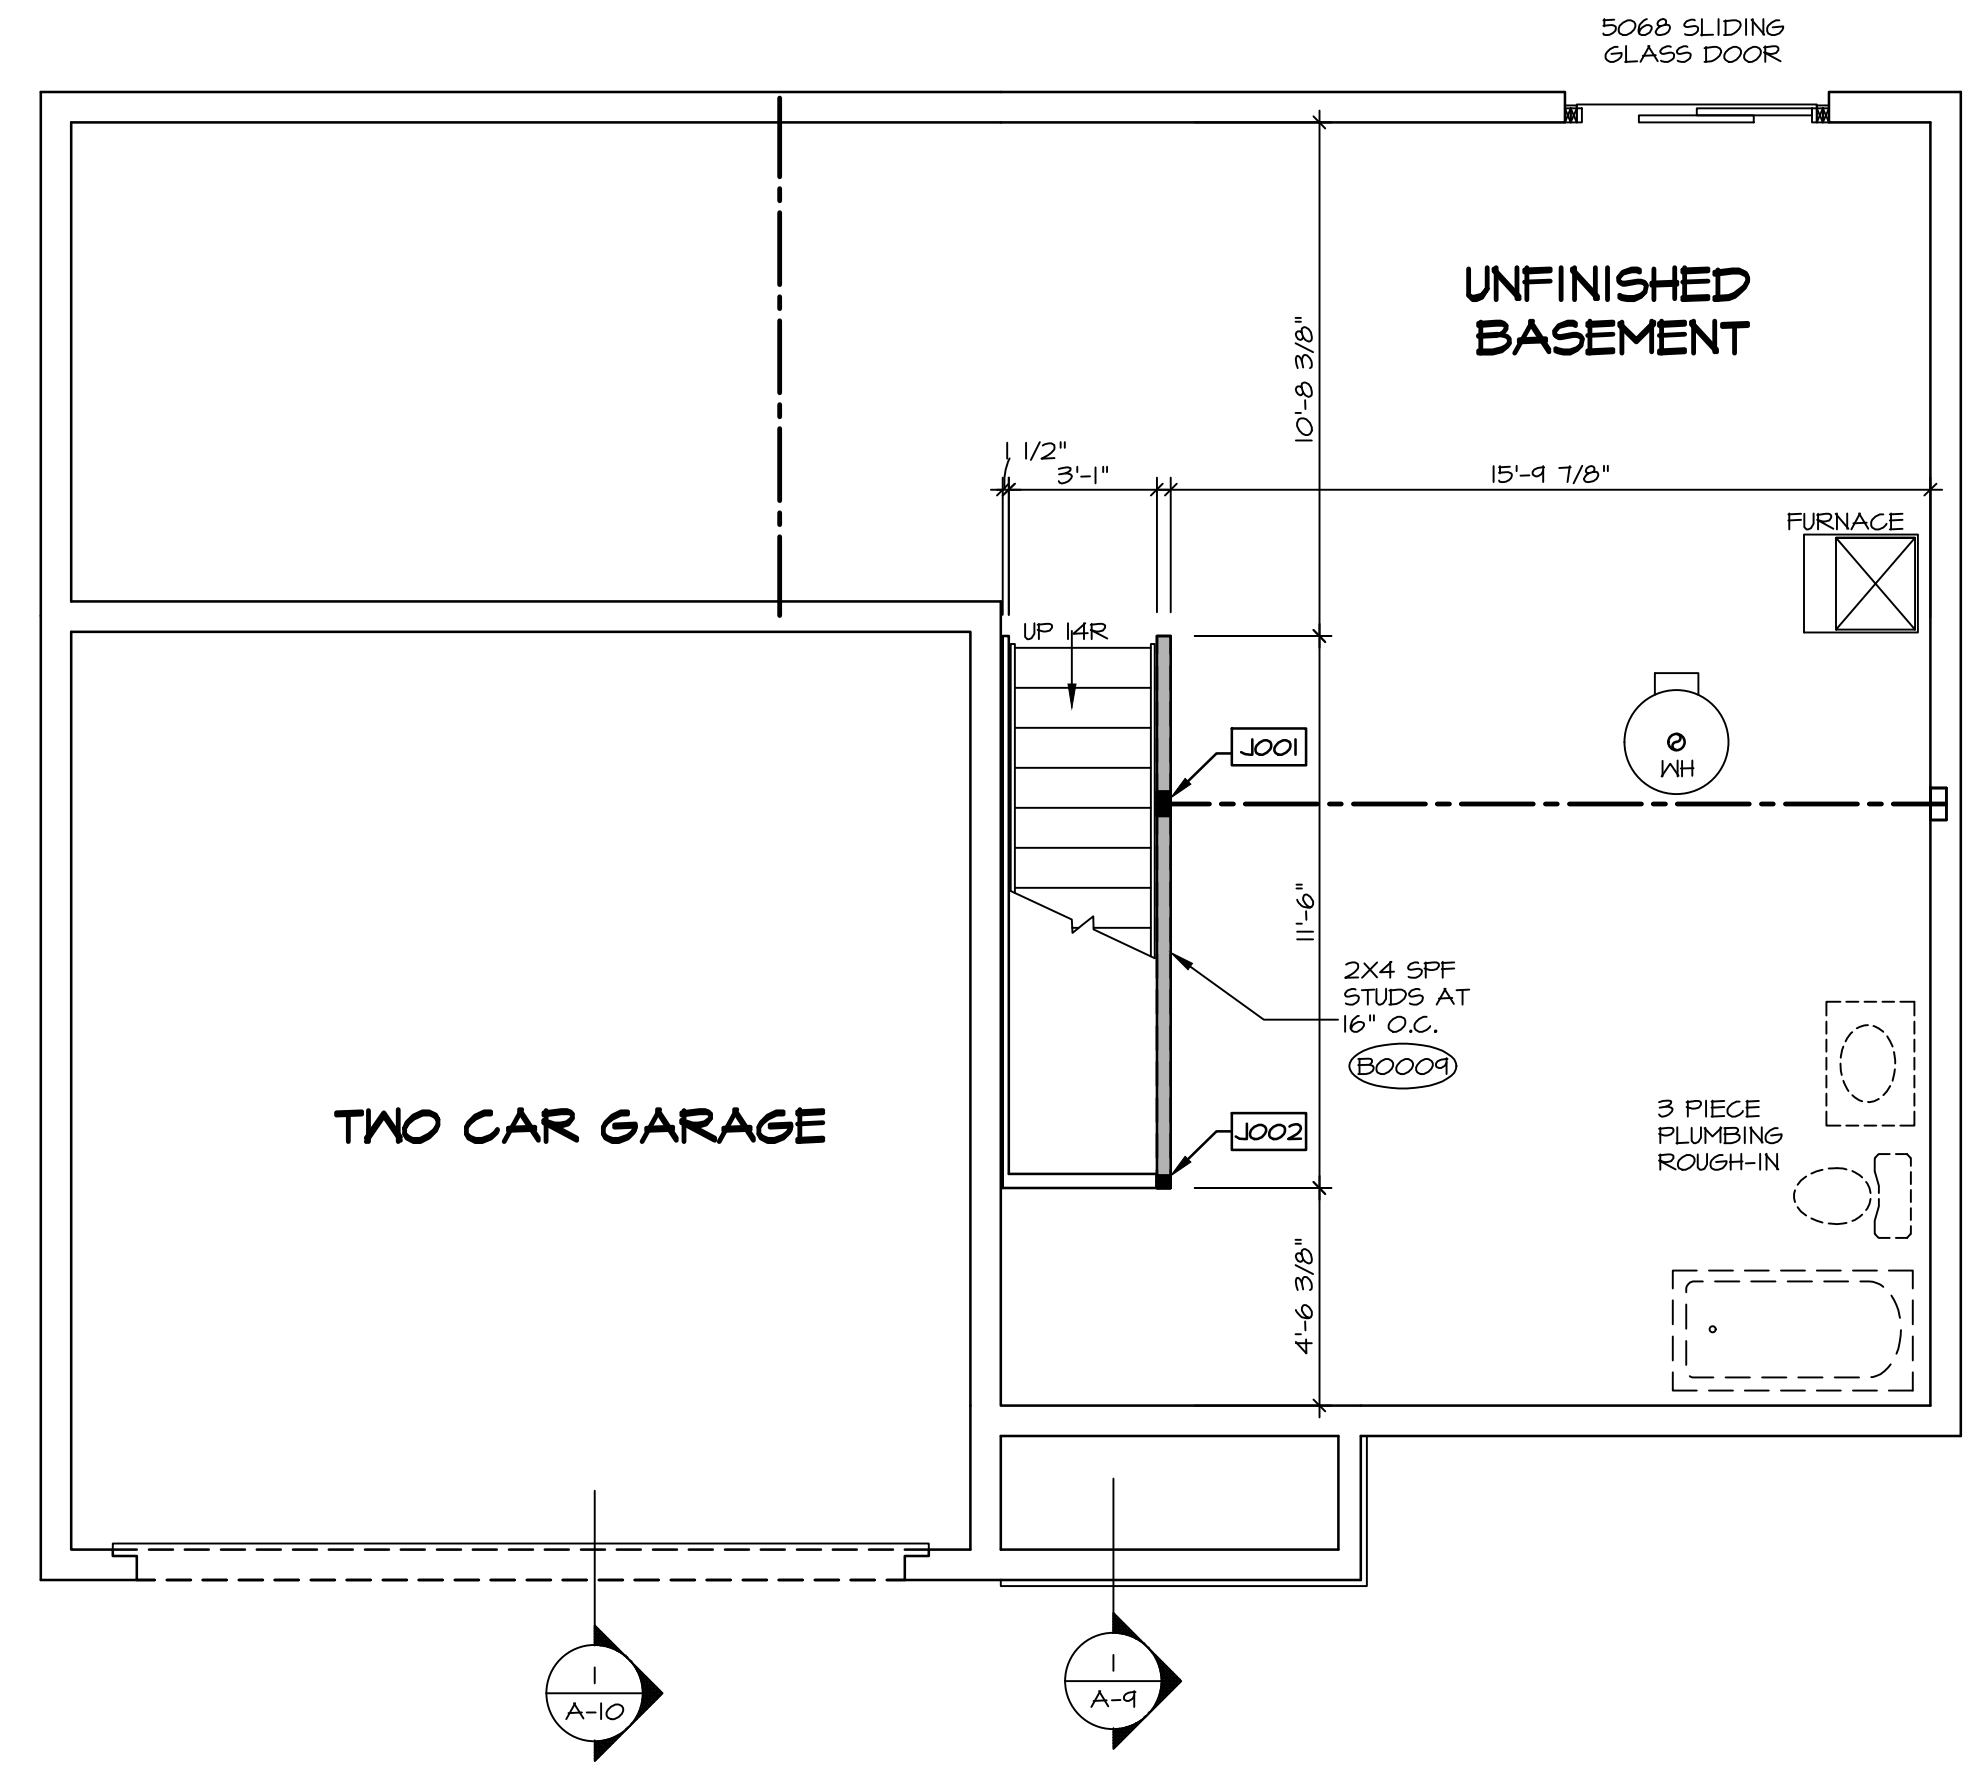 5068 SLIDING
GLASS DOOR
UNFINISHED
BASEMENT
10'-8 3/8"
1 1/2"
3'-1"
15'-9 7/8"
FURNACE
UP 14R
J001
WH
11'-6"
2X4 SPF
STUDS AT
16" O.C.
B0009
3 PIECE
PLUMBING
ROUGH-IN
TWO CAR GARAGE
J002
4'-6 3/8"
1
A-10
1
A-9